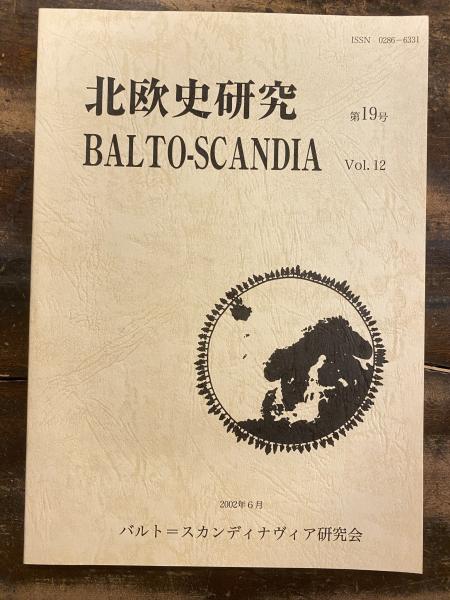 ISSN 0286-6331
北欧史研究 第19号
BALTO-SCANDIA Vol. 12
2002年6月
バルト＝スカンディナヴィア研究会